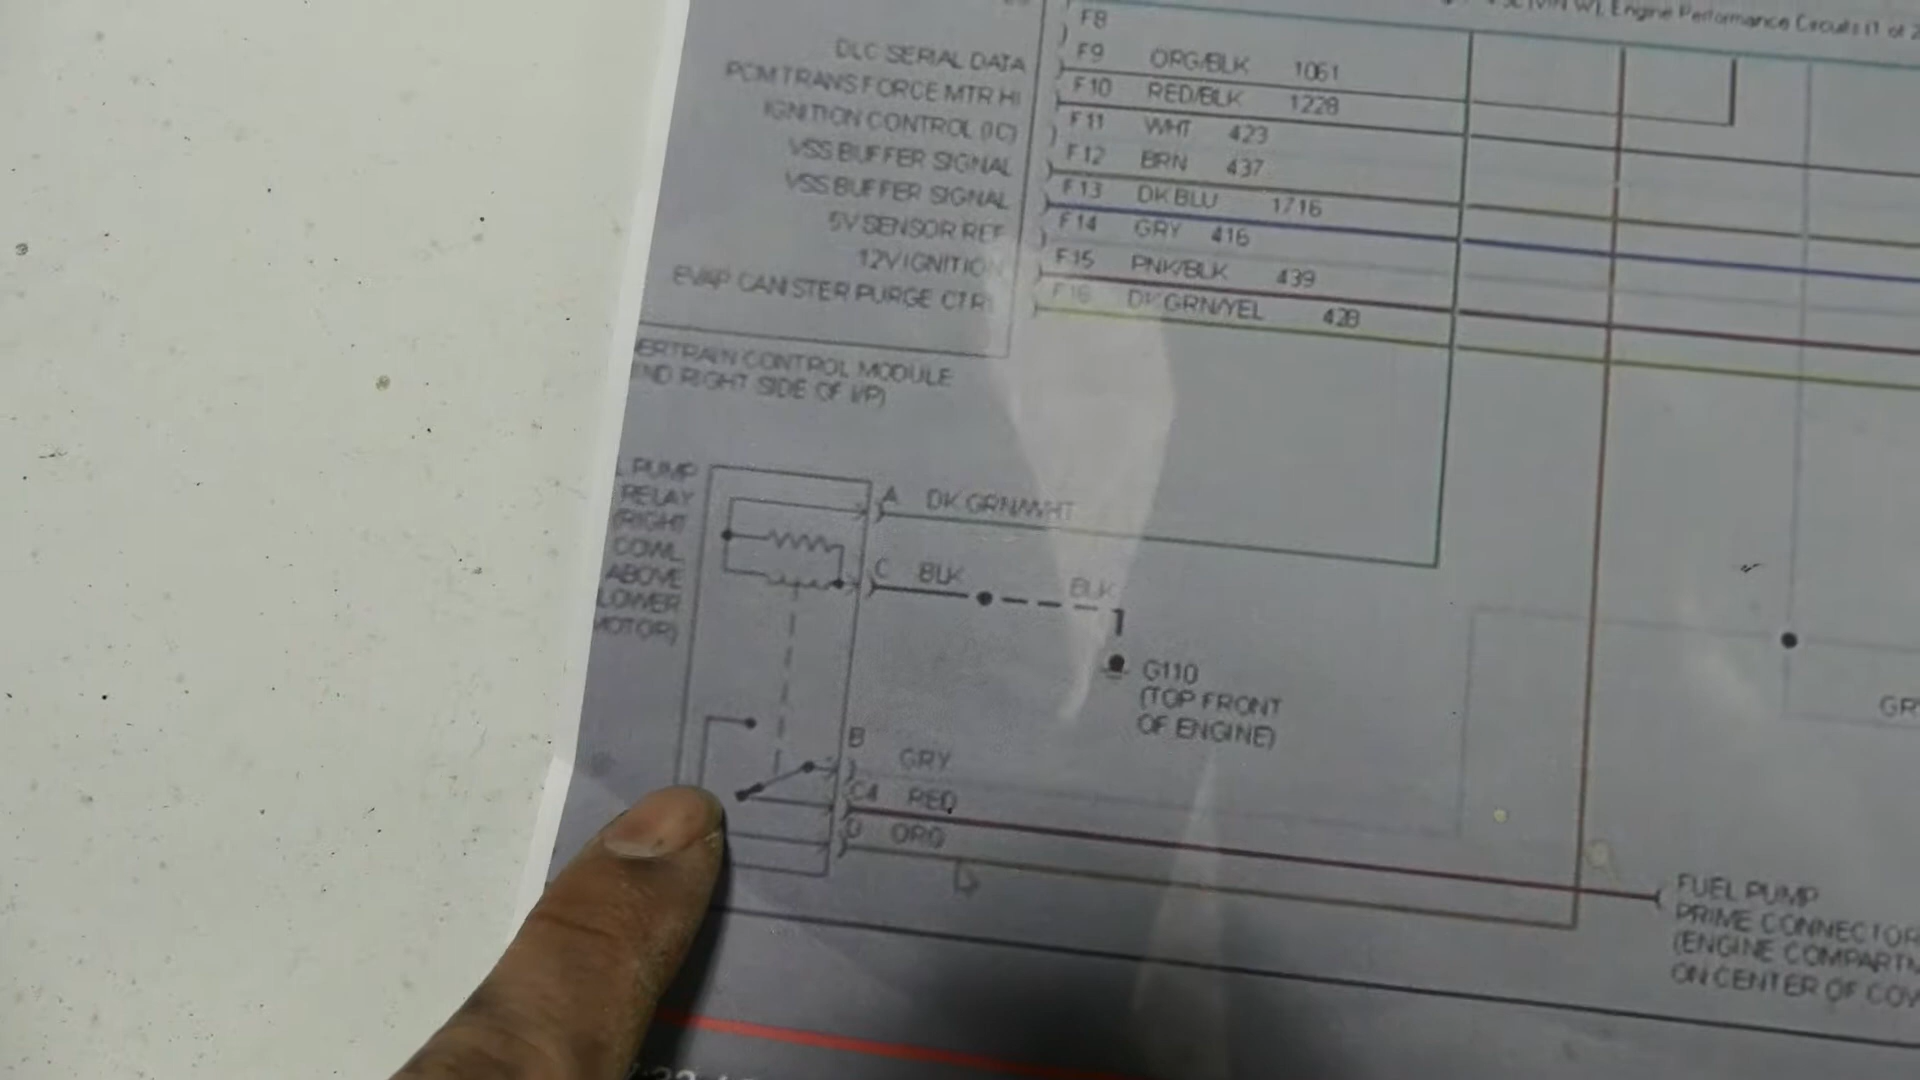 Engine Performance Circuits (1 of 2
F8
DLC SERIAL DATA F9 ORG/BLK 1061
PCM TRANS FORCE MTR HI F10 RED/BLK 1228
IGNITION CONTROL (IC) F11 WHT 423
VSS BUFFER SIGNAL F12 BRN 437
VSS BUFFER SIGNAL F13 DK BLU 1716
5V SENSOR REF F14 GRY 416
12V IGNITION F15 PNK/BLK 439
EVAP CANISTER PURGE CTRL F16 DK GRN/YEL 428
ERTRAIN CONTROL MODULE
ND RIGHT SIDE OF I/P)
L PUMP
RELAY
(RIGHT
COWL
ABOVE
LOWER
MOTOR)
A DK GRN/WHT
C BLK BLK
G110
(TOP FRONT
OF ENGINE)
GRY
B GRY
C4 RED
D ORG
FUEL PUMP
PRIME CONNECTOR
(ENGINE COMPARTM
ON CENTER OF COW